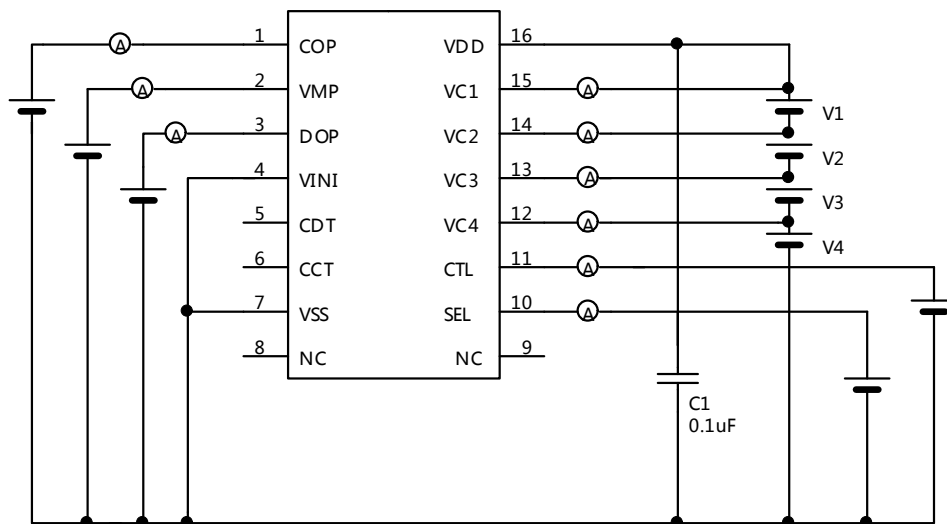 A 1 COP VDD 16
A 2 VMP VC1 15 A
A 3 DOP VC2 14 A
4 VINI VC3 13 A
5 CDT VC4 12 A
6 CCT CTL 11 A
7 VSS SEL 10 A
8 NC NC 9
V1
V2
V3
V4
C1
0.1uF